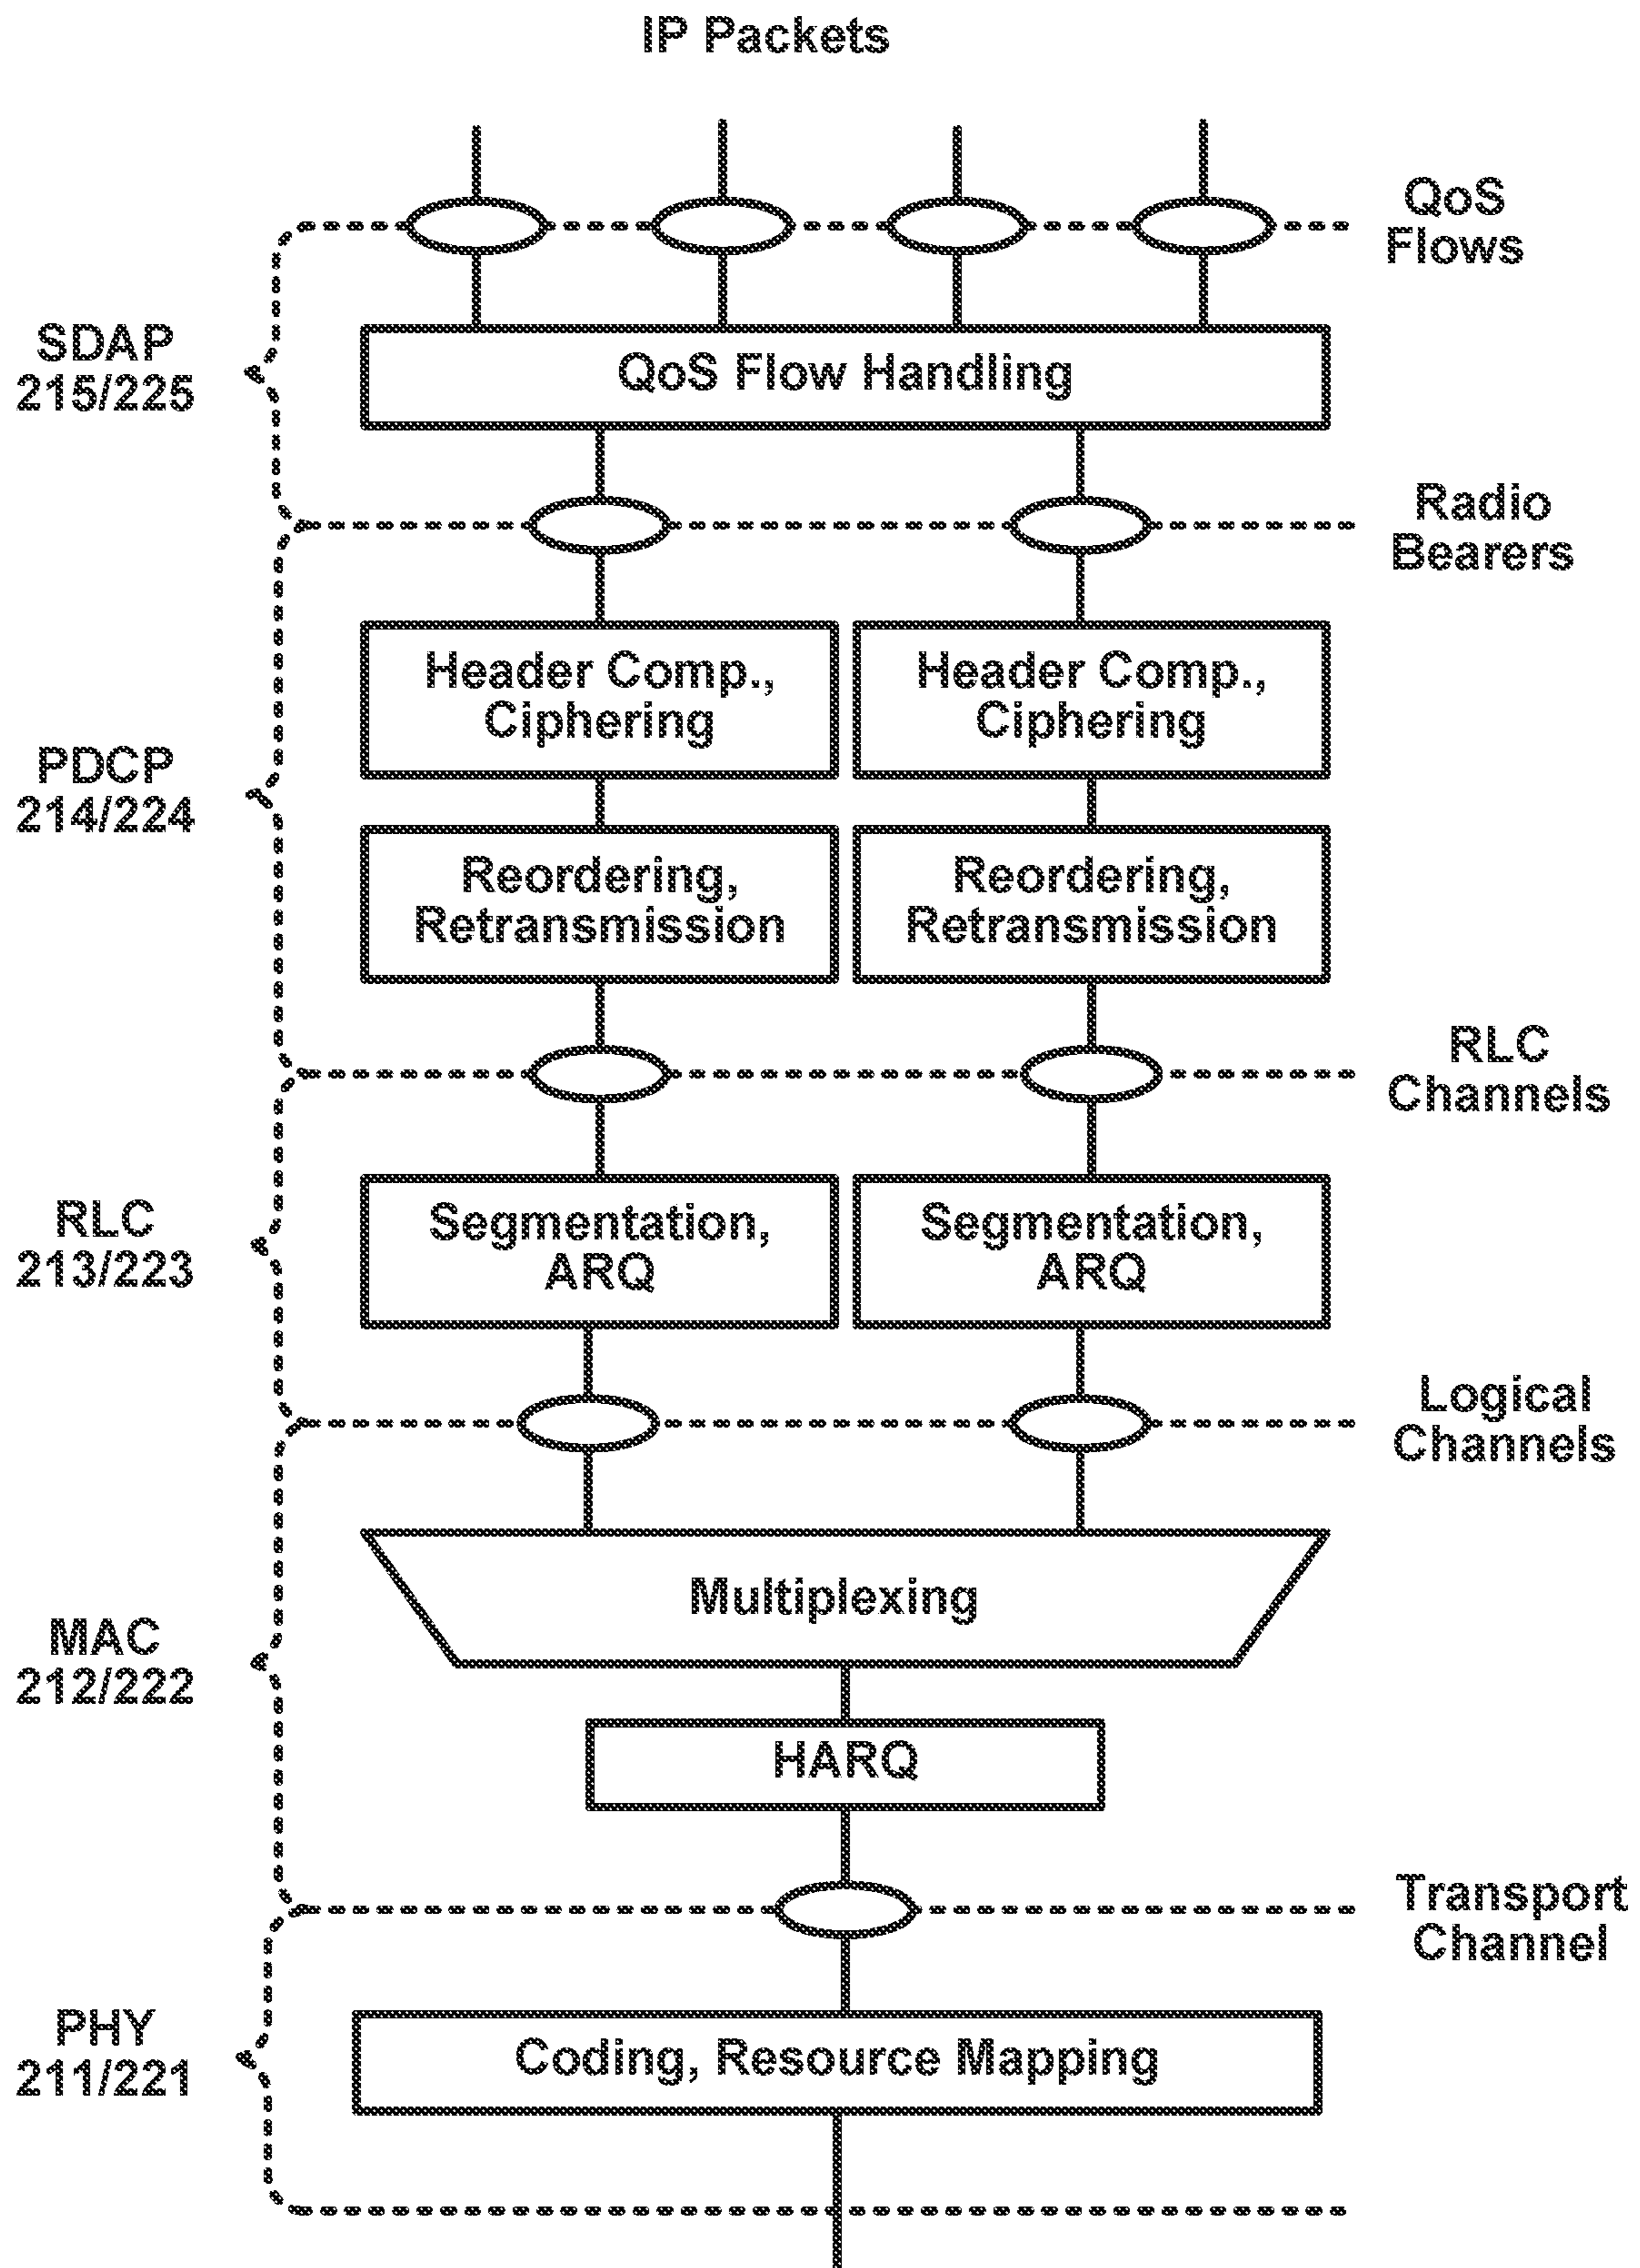 IP Packets
QoS
Flows
SDAP
215/225
QoS Flow Handling
Radio
Bearers
Header Comp.,
Ciphering
Header Comp.,
Ciphering
PDCP
214/224
Reordering,
Retransmission
Reordering,
Retransmission
RLC
Channels
RLC
213/223
Segmentation,
ARQ
Segmentation,
ARQ
Logical
Channels
Multiplexing
MAC
212/222
HARQ
Transport
Channel
PHY
211/221
Coding, Resource Mapping